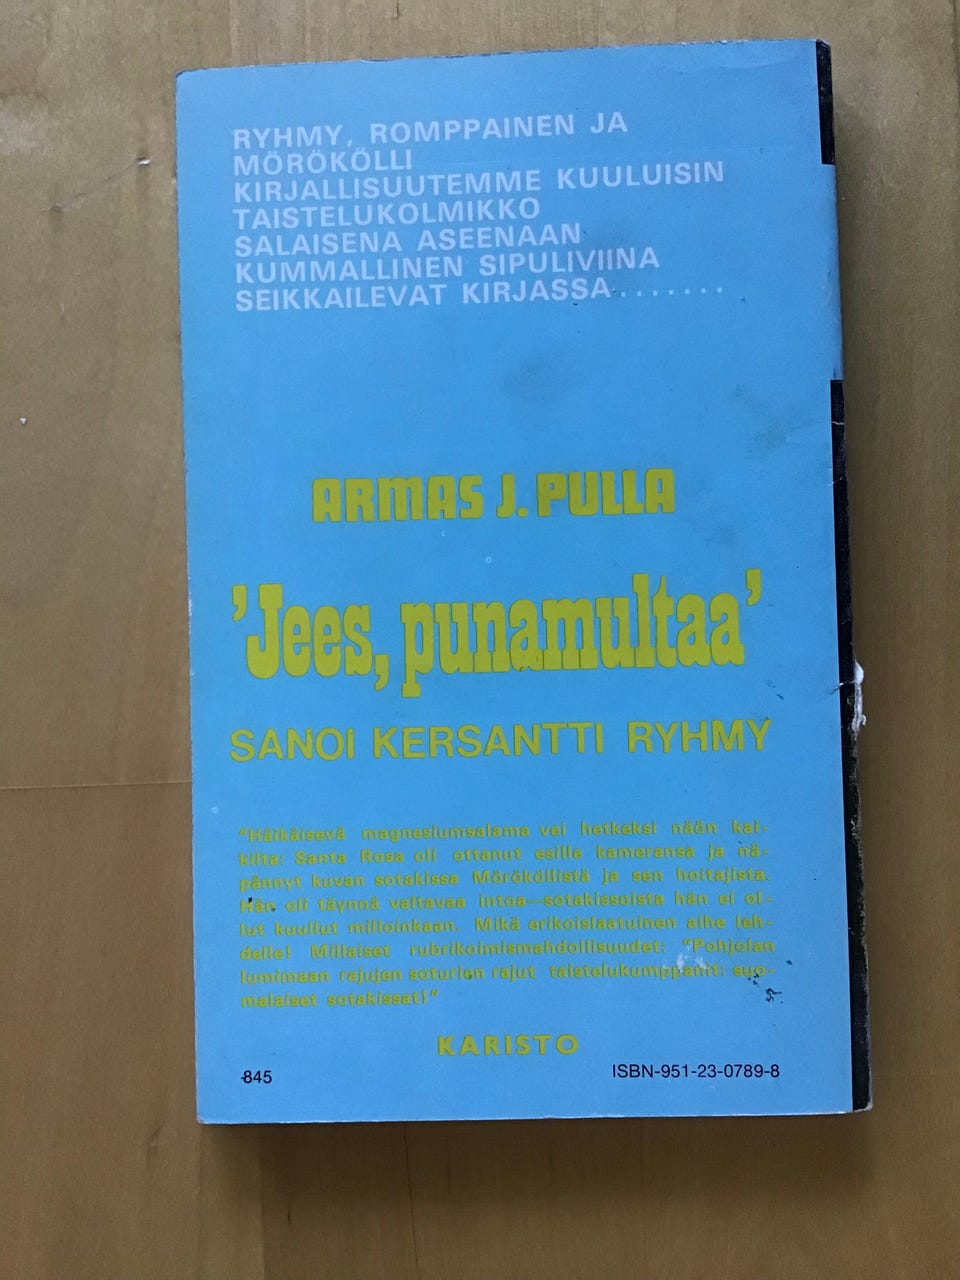 RYHMY, ROMPPAINEN JA
MÖRÖKÖLLI
KIRJALLISUUTEMME KUULUISIN
TAISTELUKOLMIKKO
SALAISENA ASEENAAN
KUMMALLINEN SIPULIVIINA
SEIKKAILEVAT KIRJASSA.......
ARMAS J. PULLA
'Jees, punamultaa'
SANOI KERSANTTI RYHMY
"Häikäisevä magnesiumsalama vei hetkeksi näön kai-
kilta: Santa Rosa oli ottanut esille kameransa ja nä-
pännyt kuvan sotakissa Mörököllistä ja sen hoitajista.
Hän oli täynnä valtavaa intoa—sotakissoista hän ei ol-
lut kuullut milloinkaan. Mikä erikoislaatuinen aihe leh-
delle! Millaiset rubrikoimismahdollisuudet: "Pohjolan
lumimaan rajujen soturien rajut taistelukumppanit: suo-
malaiset sotakissat!"
KARISTO
845
ISBN-951-23-0789-8